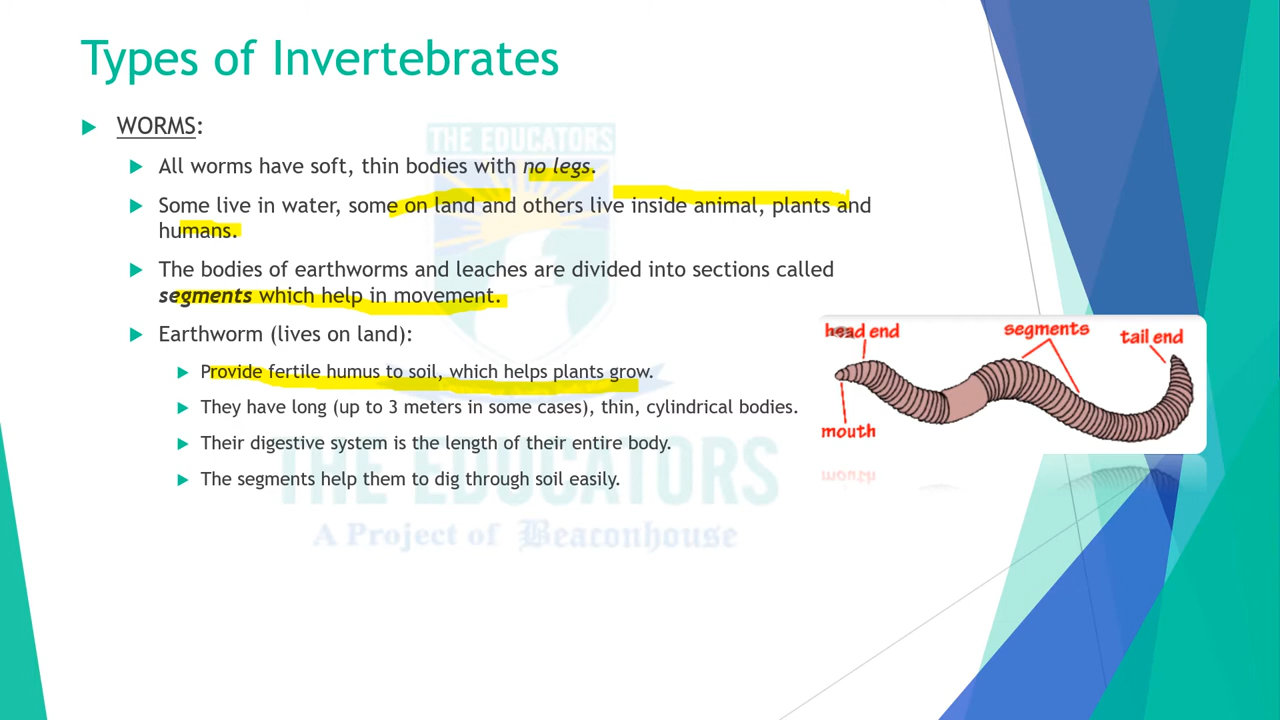 Types of Invertebrates
WORMS:
All worms have soft, thin bodies with no legs.
Some live in water, some on land and others live inside animal, plants and
humans.
The bodies of earthworms and leaches are divided into sections called
segments which help in movement.
Earthworm (lives on land):
Provide fertile humus to soil, which helps plants grow.
They have long (up to 3 meters in some cases), thin, cylindrical bodies.
Their digestive system is the length of their entire body.
The segments help them to dig through soil easily.
head end
segments
tail end
mouth
THE EDUCATORS
THE EDUCATORS
A Project of Beaconhouse